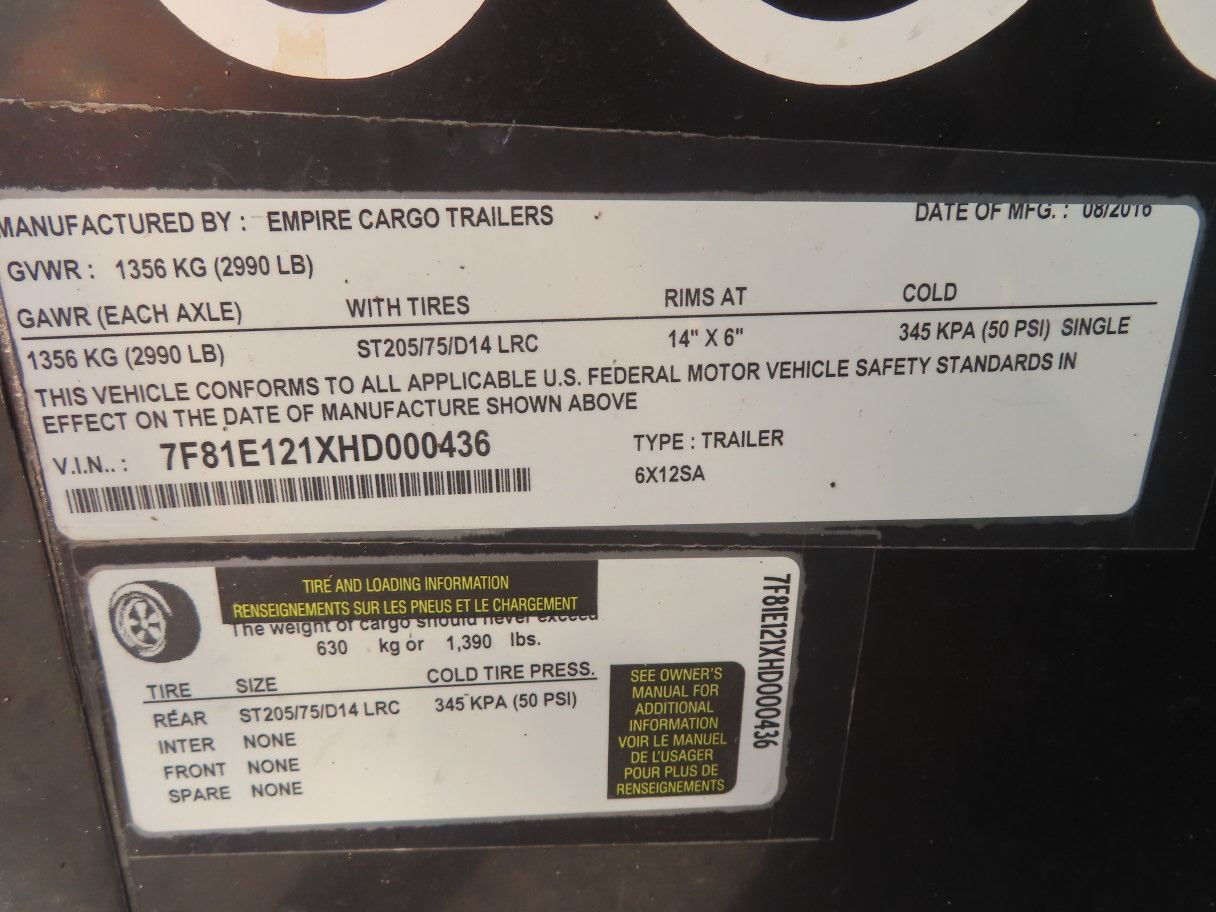 MANUFACTURED BY : EMPIRE CARGO TRAILERS DATE OF MFG. : 08/2016
GVWR : 1356 KG (2990 LB)
GAWR (EACH AXLE) WITH TIRES RIMS AT COLD
1356 KG (2990 LB) ST205/75/D14 LRC 14" X 6" 345 KPA (50 PSI) SINGLE
THIS VEHICLE CONFORMS TO ALL APPLICABLE U.S. FEDERAL MOTOR VEHICLE SAFETY STANDARDS IN
EFFECT ON THE DATE OF MANUFACTURE SHOWN ABOVE
V.I.N.. : 7F81E121XHD000436 TYPE : TRAILER
6X12SA
TIRE AND LOADING INFORMATION
RENSEIGNEMENTS SUR LES PNEUS ET LE CHARGEMENT
The weight of cargo should never exceed
630 kg or 1,390 lbs.
TIRE SIZE COLD TIRE PRESS.
REAR ST205/75/D14 LRC 345 KPA (50 PSI)
INTER NONE
FRONT NONE
SPARE NONE
SEE OWNER'S
MANUAL FOR
ADDITIONAL
INFORMATION
VOIR LE MANUEL
DE L'USAGER
POUR PLUS DE
RENSEIGNEMENTS
7F81E121XHD000436